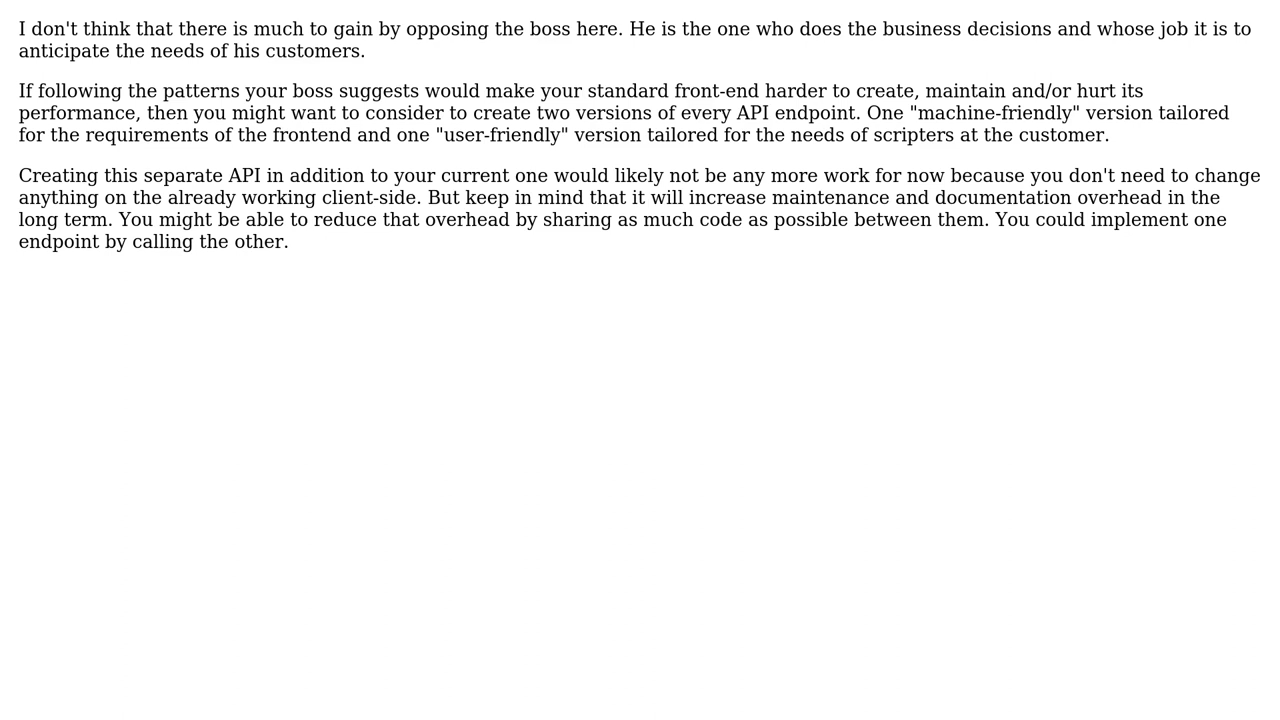 I don't think that there is much to gain by opposing the boss here. He is the one who does the business decisions and whose job it is to
anticipate the needs of his customers.
If following the patterns your boss suggests would make your standard front-end harder to create, maintain and/or hurt its
performance, then you might want to consider to create two versions of every API endpoint. One "machine-friendly" version tailored
for the requirements of the frontend and one "user-friendly" version tailored for the needs of scripters at the customer.
Creating this separate API in addition to your current one would likely not be any more work for now because you don't need to change
anything on the already working client-side. But keep in mind that it will increase maintenance and documentation overhead in the
long term. You might be able to reduce that overhead by sharing as much code as possible between them. You could implement one
endpoint by calling the other.